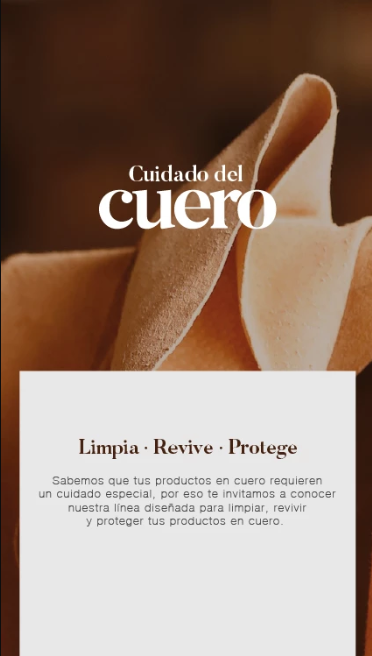 Cuidado del
cuero
Limpia · Revive · Protege
Sabemos que tus productos en cuero requieren
un cuidado especial, por eso te invitamos a conocer
nuestra línea diseñada para limpiar, revivir
y proteger tus productos en cuero.